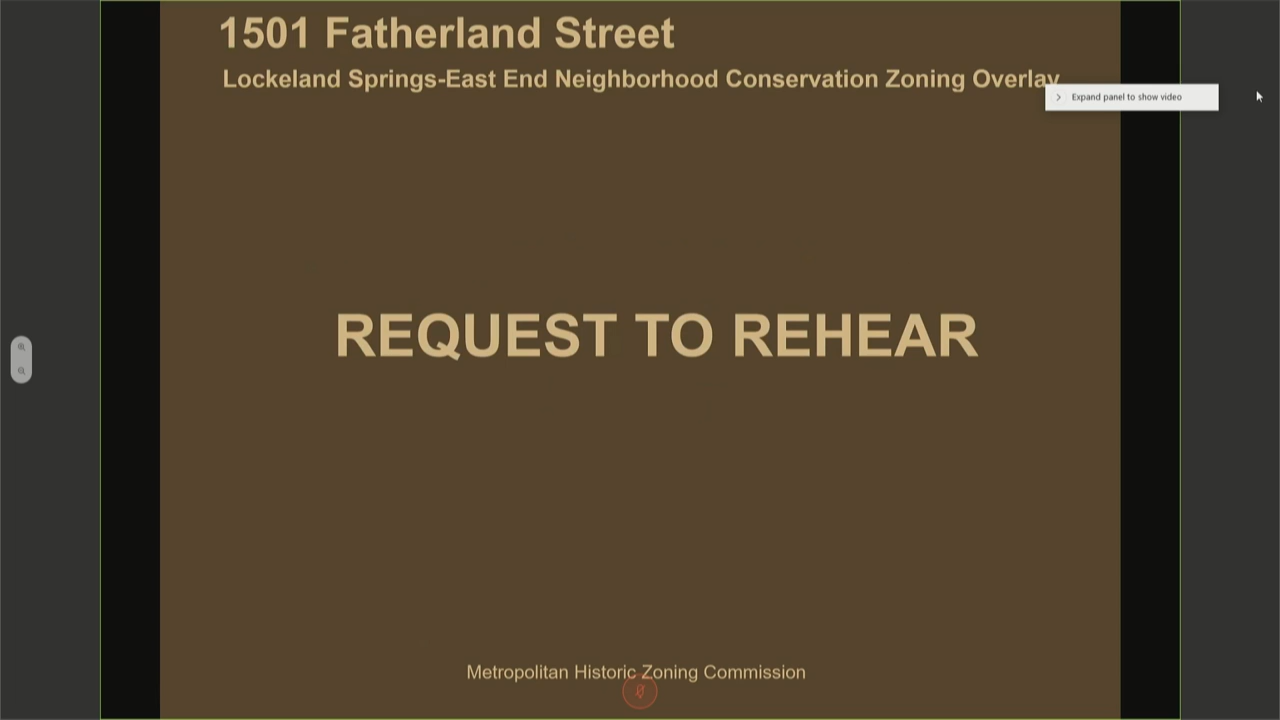 1501 Fatherland Street
Lockeland Springs-East End Neighborhood Conservation Zoning Overlay
Expand panel to show video
REQUEST TO REHEAR
Metropolitan Historic Zoning Commission